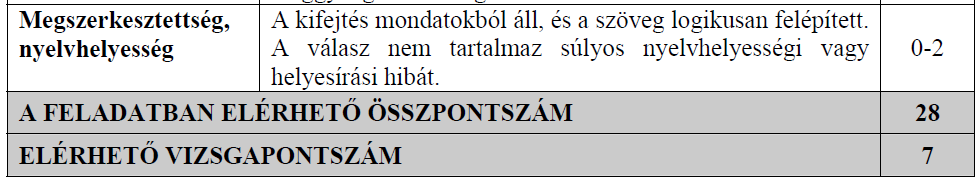 Megszerkesztettség,
nyelvhelyesség
A kifejtés mondatokból áll, és a szöveg logikusan felépített.
A válasz nem tartalmaz súlyos nyelvhelyességi vagy
helyesírási hibát.
0-2
A FELADATBAN ELÉRHETŐ ÖSSZPONTSZÁM 28
ELÉRHETŐ VIZSGAPONTSZÁM 7